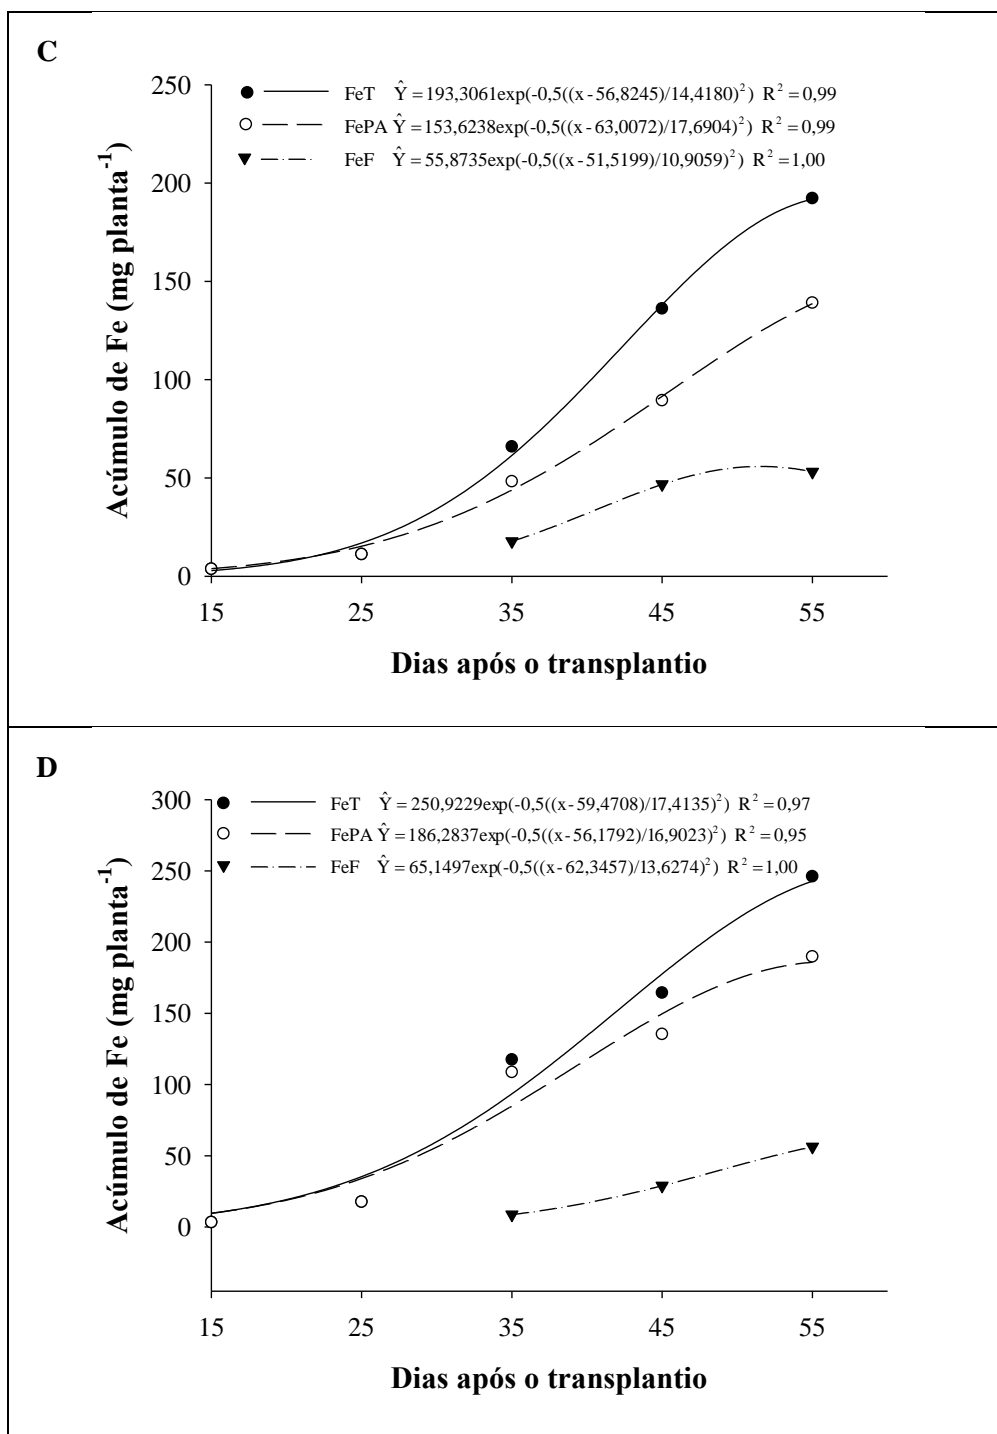 C
FeT Ŷ = 193,3061exp(-0,5((x - 56,8245)/14,4180)²) R² = 0,99
FePA Ŷ = 153,6238exp(-0,5((x - 63,0072)/17,6904)²) R² = 0,99
FeF Ŷ = 55,8735exp(-0,5((x - 51,5199)/10,9059)²) R² = 1,00
250
200
150
100
50
0
Acúmulo de Fe (mg planta⁻¹)
15 25 35 45 55
Dias após o transplantio
D
FeT Ŷ = 250,9229exp(-0,5((x - 59,4708)/17,4135)²) R² = 0,97
FePA Ŷ = 186,2837exp(-0,5((x - 56,1792)/16,9023)²) R² = 0,95
FeF Ŷ = 65,1497exp(-0,5((x - 62,3457)/13,6274)²) R² = 1,00
300
250
200
150
100
50
0
Acúmulo de Fe (mg planta⁻¹)
15 25 35 45 55
Dias após o transplantio